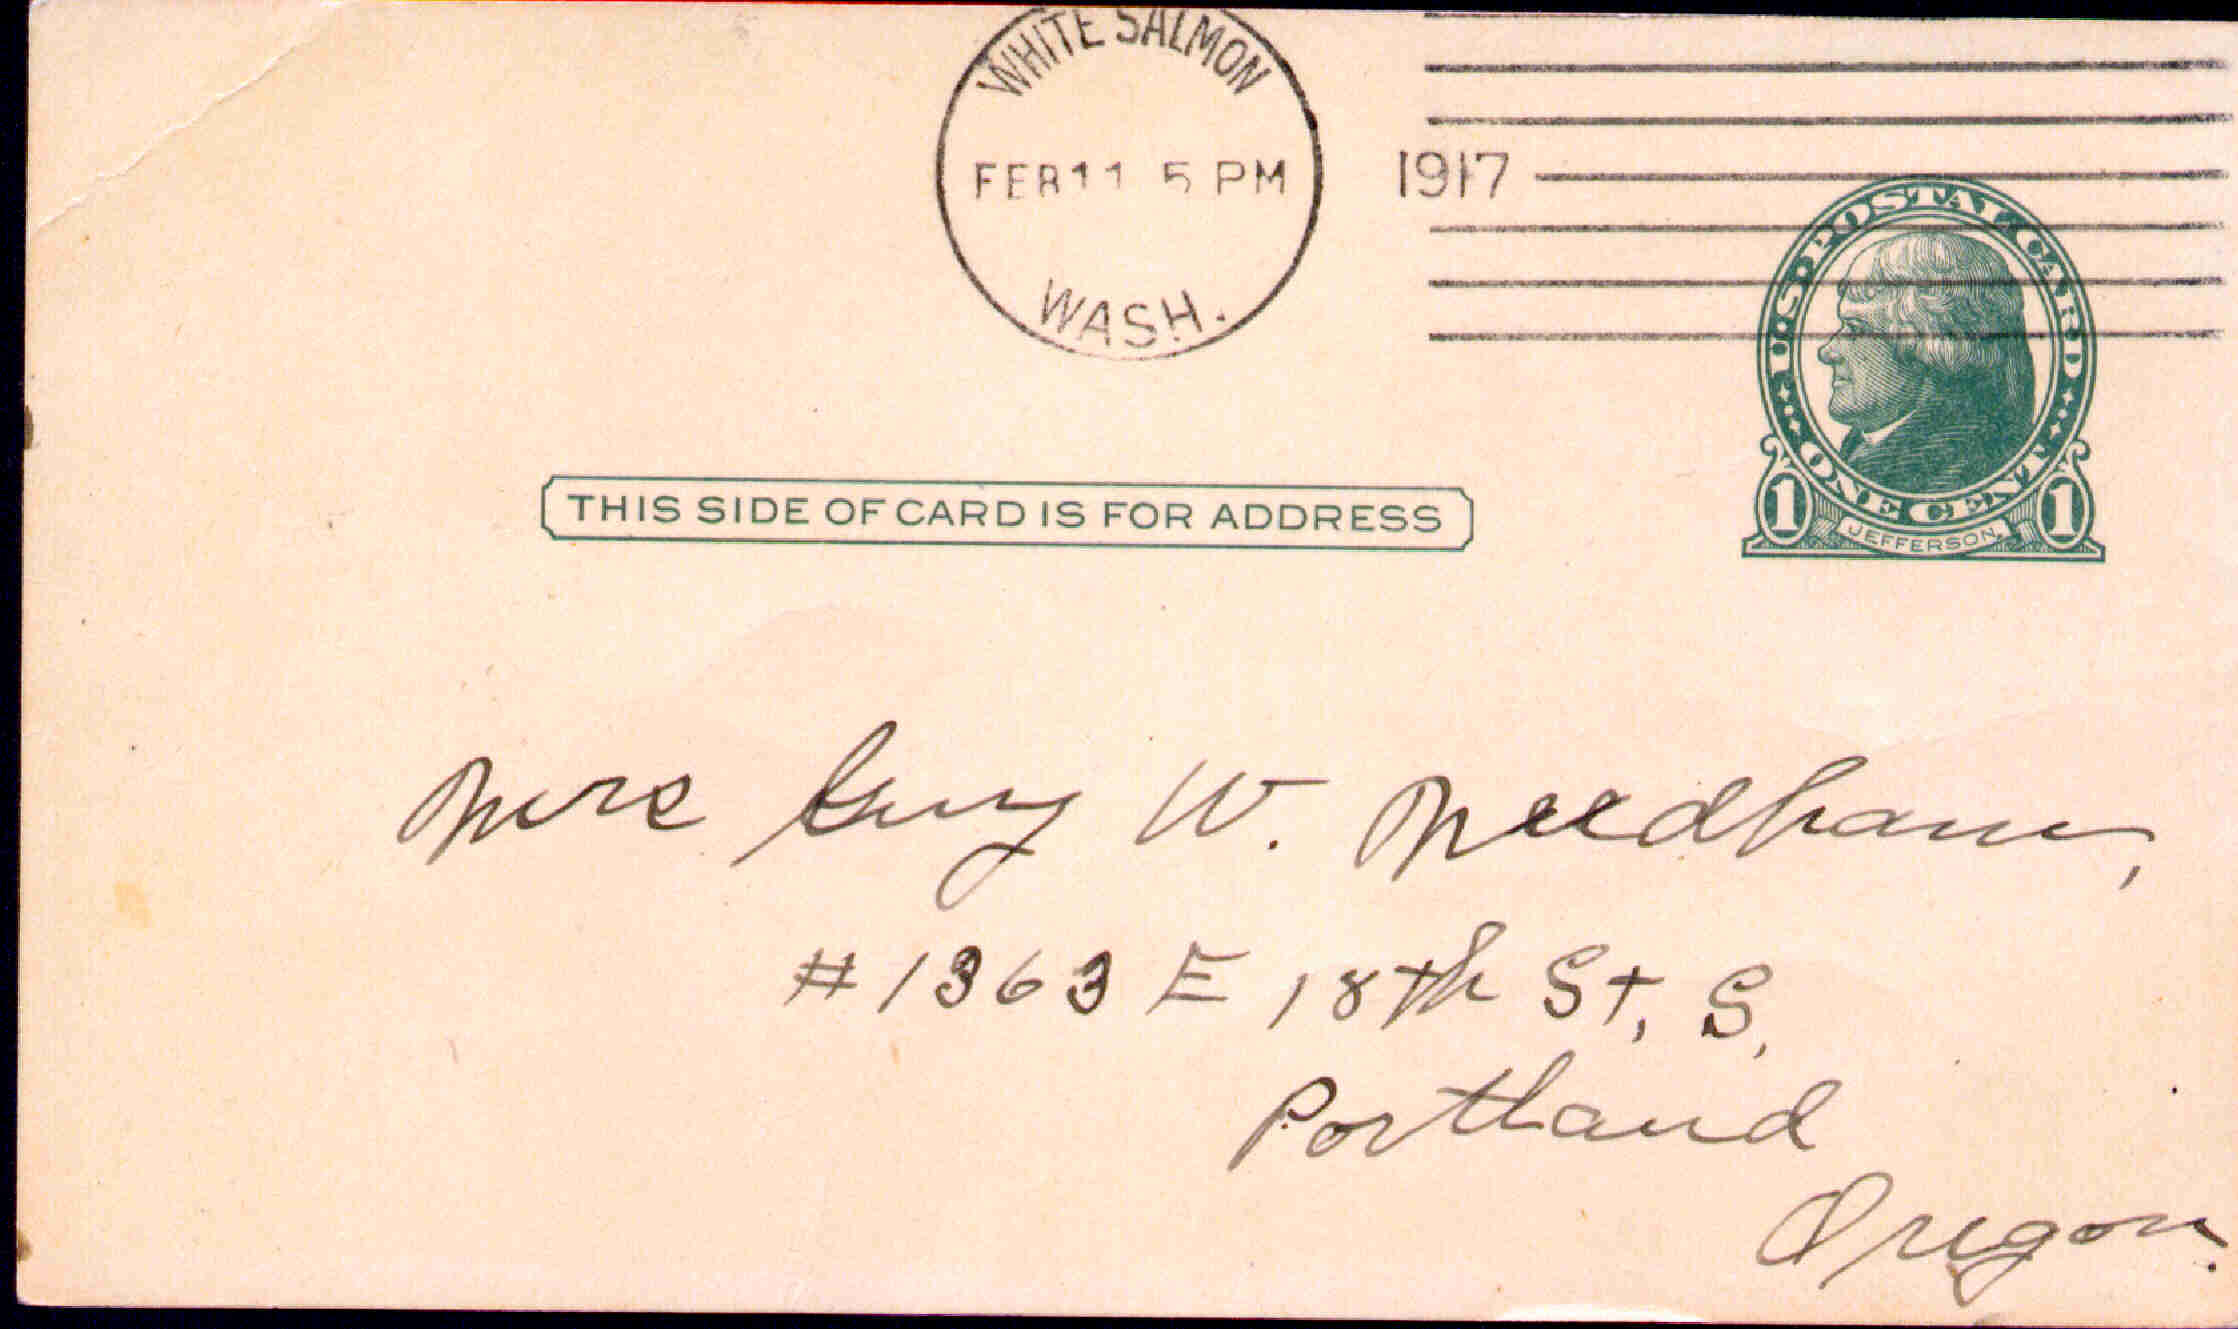 WHITE SALMON
FEB 11 5 PM
WASH.
1917
U·S·POSTAL CARD
ONE CENT
1 JEFFERSON 1
THIS SIDE OF CARD IS FOR ADDRESS
Mrs Guy W. Needham,
#1363 E 18th St, S,
Portland
Oregon.